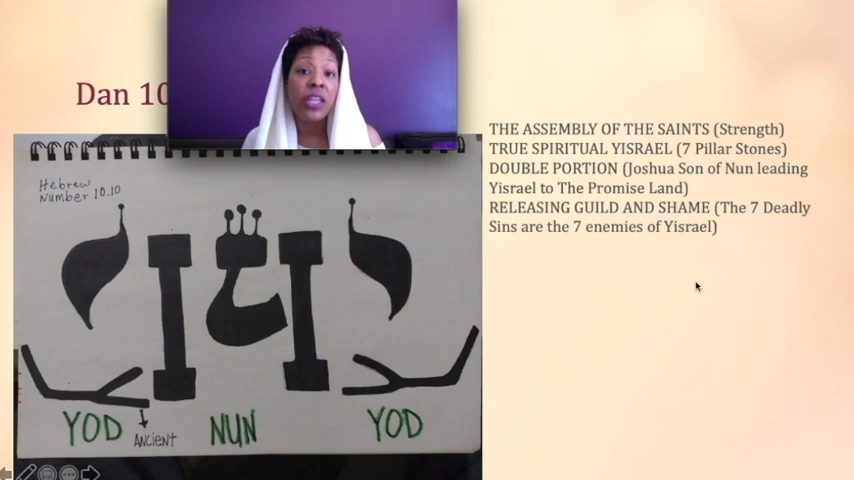 Dan 10
THE ASSEMBLY OF THE SAINTS (Strength)
TRUE SPIRITUAL YISRAEL (7 Pillar Stones)
DOUBLE PORTION (Joshua Son of Nun leading
Yisrael to The Promise Land)
RELEASING GUILD AND SHAME (The 7 Deadly
Sins are the 7 enemies of Yisrael)
Hebrew
Number 10.10
YOD NUN YOD
Ancient